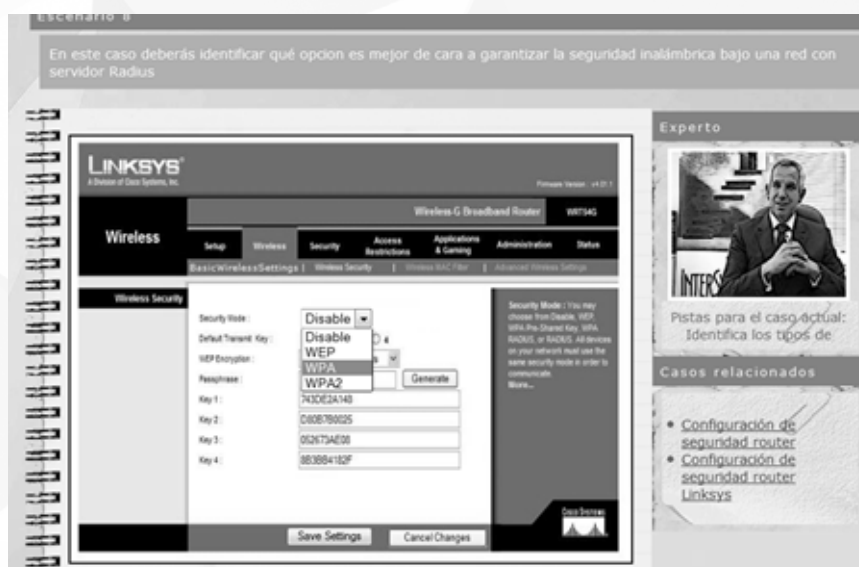 Escenario 8
En este caso deberás identificar qué opcion es mejor de cara a garantizar la seguridad inalámbrica bajo una red con
servidor Radius
LINKSYS®
A Division of Cisco Systems, Inc.
Firmware Version : v4.01.1
Wireless-G Broadband Router WRT54G
Wireless
Setup Wireless Security Access Restrictions Applications & Gaming Administration Status
BasicWirelessSettings | Wireless Security | Wireless MAC Filter | Advanced Wireless Settings
Wireless Security
Security Mode : Disable
Default Transmit Key : 4
WEP Encryption :
Passphrase : Generate
Disable
WEP
WPA
WPA2
Key 1 : 743DE2A148
Key 2 : D80B7B0025
Key 3 : 052673AE08
Key 4 : 8B3BB4182F
Security Mode : You may
choose from Disable, WEP,
WPA Pre-Shared Key, WPA
RADIUS, or RADIUS. All devices
on your network must use the
same security mode in order to
communicate.
More...
Save Settings Cancel Changes
Cisco Systems
Experto
INTERS
Pistas para el caso actual:
Identifica los tipos de
Casos relacionados
Configuración de
seguridad router
Configuración de
seguridad router
Linksys